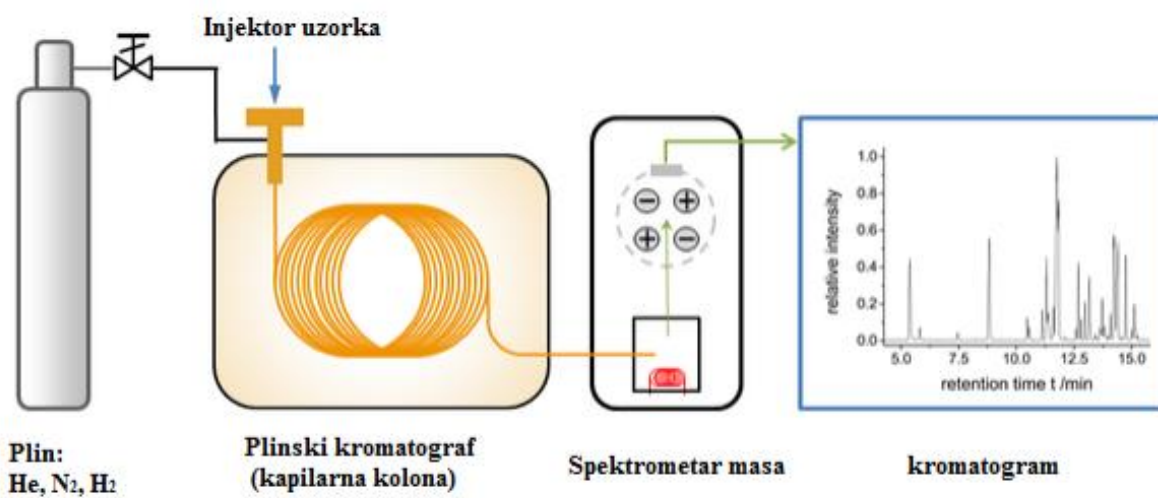 Injektor uzorka
− +
+ −
relative intensity
1.0
0.8
0.6
0.4
0.2
0.0
5.0 7.5 10.0 12.5 15.0
retention time t /min
Plin:
He, N2, H2
Plinski kromatograf
(kapilarna kolona)
Spektrometar masa
kromatogram